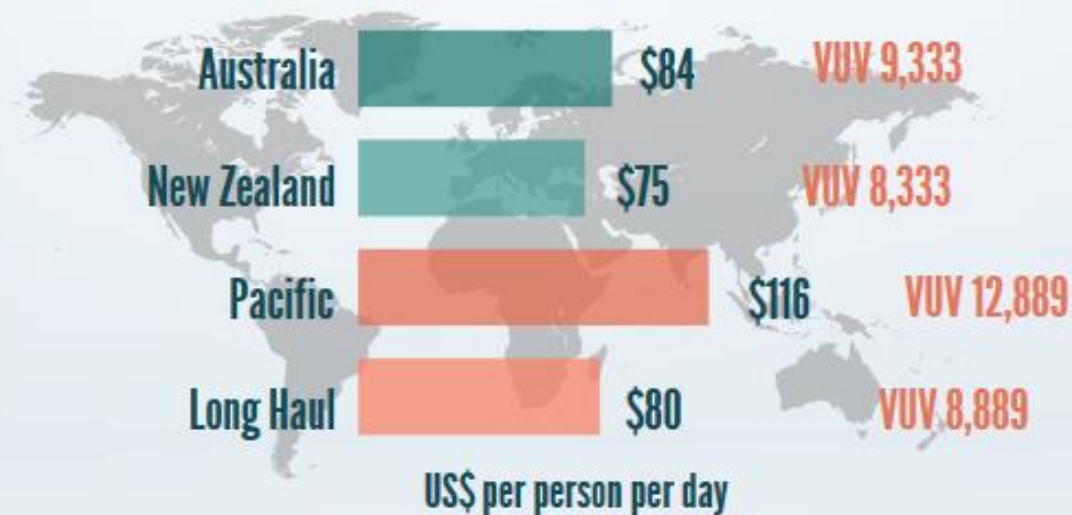 Australia $84 VUV 9,333
New Zealand $75 VUV 8,333
Pacific $116 VUV 12,889
Long Haul $80 VUV 8,889
US$ per person per day